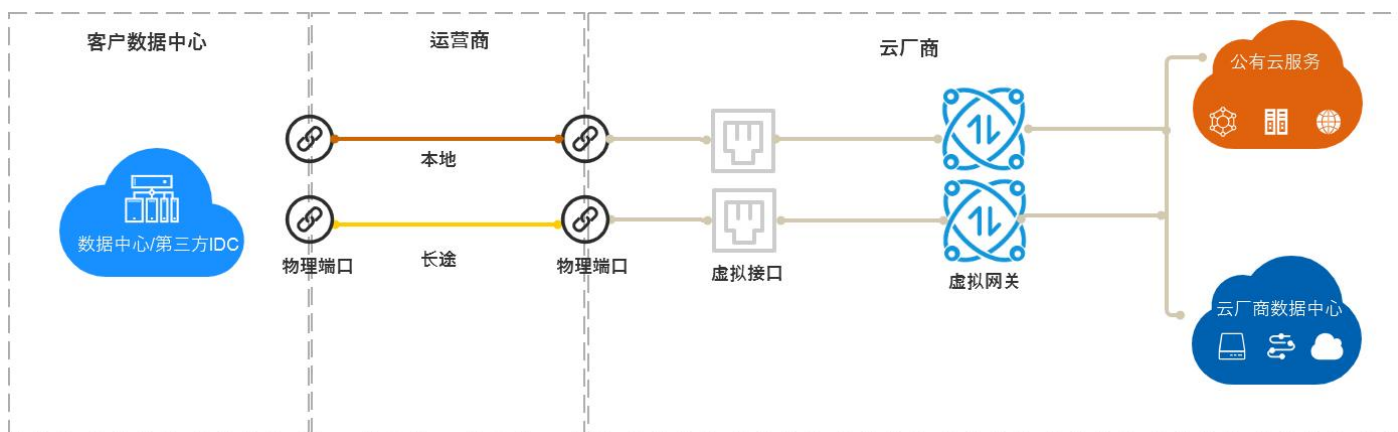 客户数据中心
运营商
云厂商
公有云服务
本地
数据中心/第三方IDC
长途
物理端口
物理端口
虚拟接口
虚拟网关
云厂商数据中心